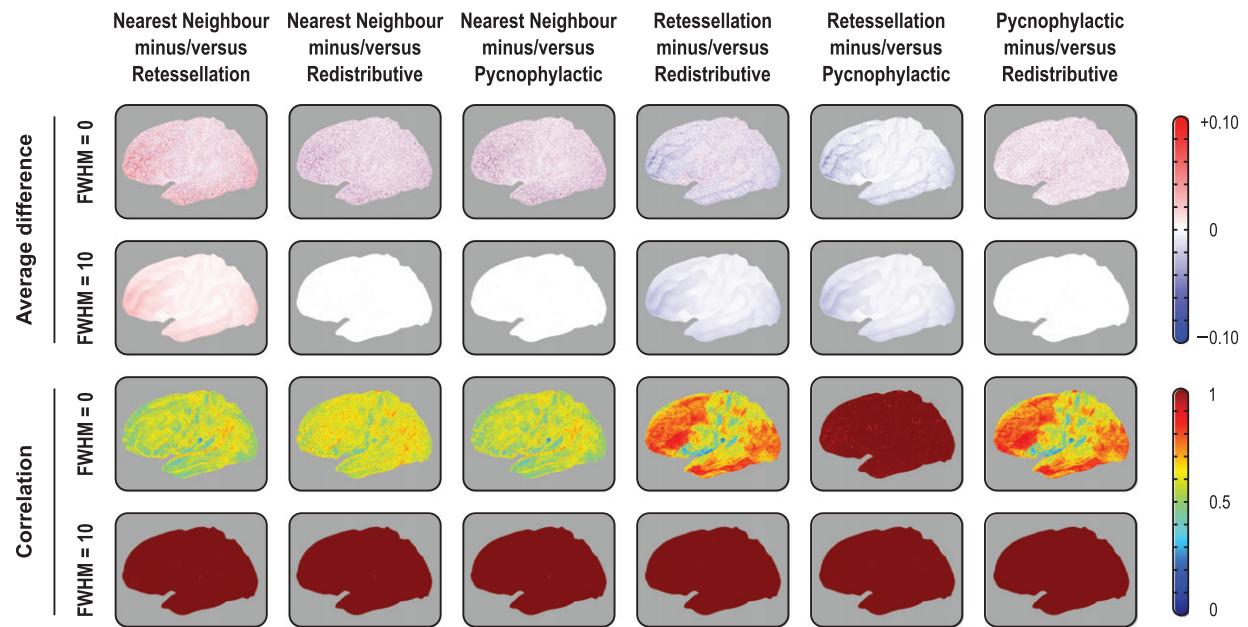 Nearest Neighbour
minus/versus
Retessellation
Nearest Neighbour
minus/versus
Redistributive
Nearest Neighbour
minus/versus
Pycnophylactic
Retessellation
minus/versus
Redistributive
Retessellation
minus/versus
Pycnophylactic
Pycnophylactic
minus/versus
Redistributive
Average difference
FWHM = 0
FWHM = 10
+0.10
0
−0.10
Correlation
FWHM = 0
FWHM = 10
1
0.5
0